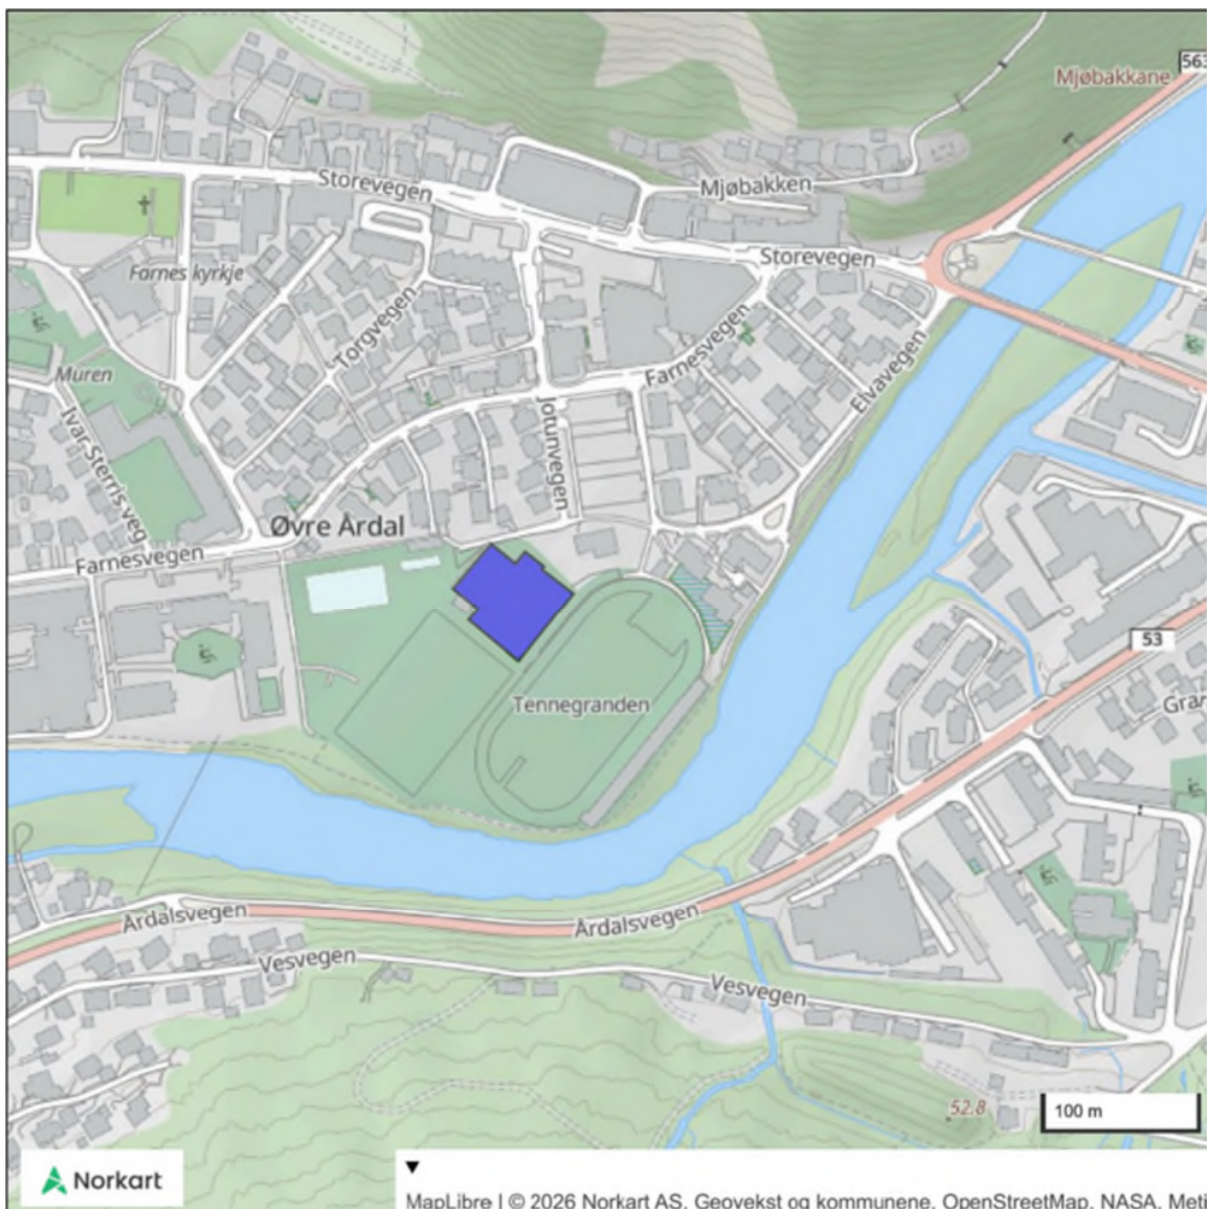 563
Mjøbakkane
Storevegen
Mjøbakken
Storevegen
Farnes kyrkje
Torgvegen
Farnesvegen
Elvavegen
Muren
Ivar Sterris veg
Jotunvegen
Øvre Årdal
Farnesvegen
53
Tennegranden
Gran
Årdalsvegen
Årdalsvegen
Vesvegen
Vesvegen
52.8
100 m
Norkart
MapLibre | © 2026 Norkart AS, Geovekst og kommunene, OpenStreetMap, NASA, Meti